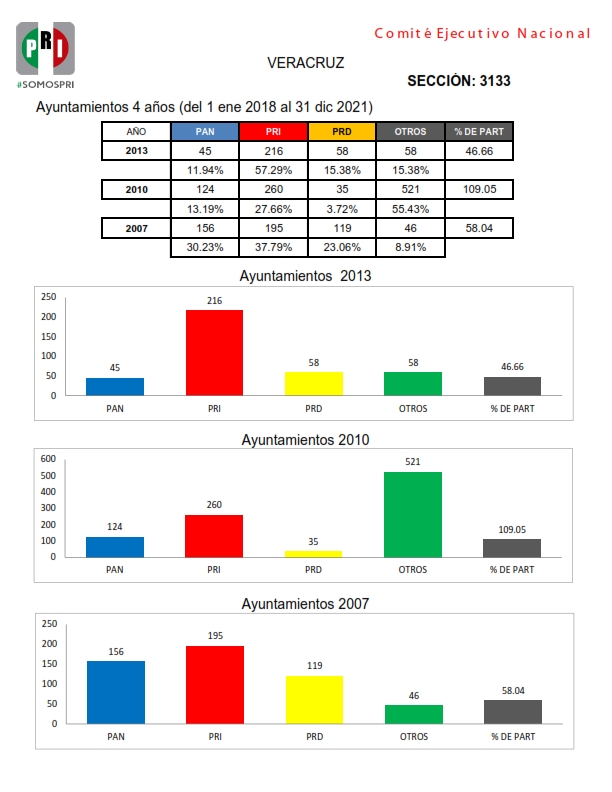 Comité Ejecutivo Nacional
PRI
#SOMOSPRI
VERACRUZ
SECCIÓN: 3133
Ayuntamientos 4 años (del 1 ene 2018 al 31 dic 2021)
AÑO PAN PRI PRD OTROS % DE PART
2013 45 216 58 58 46.66
11.94% 57.29% 15.38% 15.38%
2010 124 260 35 521 109.05
13.19% 27.66% 3.72% 55.43%
2007 156 195 119 46 58.04
30.23% 37.79% 23.06% 8.91%
Ayuntamientos 2013
250
200
150
100
50
0
45 216 58 58 46.66
PAN PRI PRD OTROS % DE PART
Ayuntamientos 2010
600
500
400
300
200
100
0
124 260 35 521 109.05
PAN PRI PRD OTROS % DE PART
Ayuntamientos 2007
250
200
150
100
50
0
156 195 119 46 58.04
PAN PRI PRD OTROS % DE PART